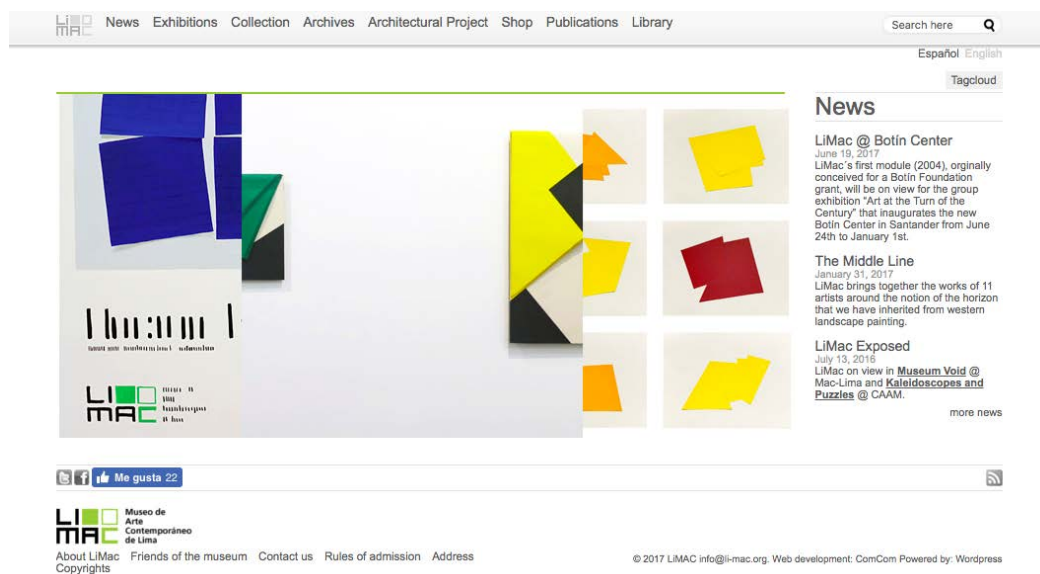 LiMAC
News Exhibitions Collection Archives Architectural Project Shop Publications Library
Search here
Español English
Tagcloud
News
LiMac @ Botín Center
June 19, 2017
LiMac´s first module (2004), orginally
conceived for a Botín Foundation
grant, will be on view for the group
exhibition "Art at the Turn of the
Century" that inaugurates the new
Botín Center in Santander from June
24th to January 1st.
The Middle Line
January 31, 2017
LiMac brings together the works of 11
artists around the notion of the horizon
that we have inherited from western
landscape painting.
LiMac Exposed
July 13, 2016
LiMac on view in Museum Void @
Mac-Lima and Kaleidoscopes and
Puzzles @ CAAM.
more news
LI
MAC
Me gusta 22
LI
MAC
Museo de
Arte
Contemporáneo
de Lima
About LiMac Friends of the museum Contact us Rules of admission Address
Copyrights
© 2017 LiMAC info@li-mac.org. Web development: ComCom Powered by: Wordpress